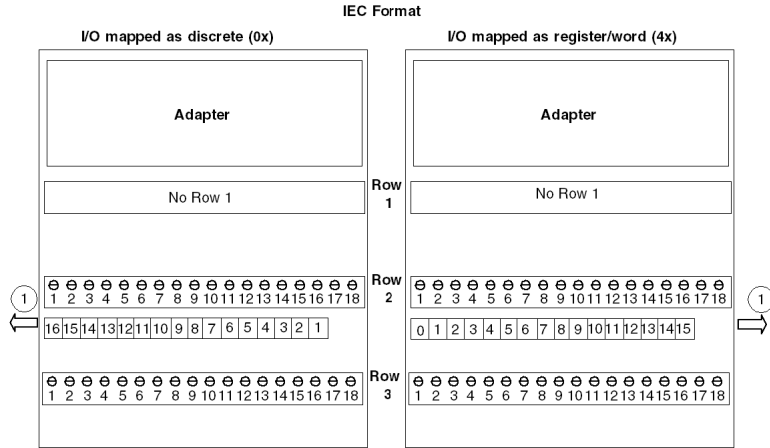 IEC Format
I/O mapped as discrete (0x)
I/O mapped as register/word (4x)
Adapter
Adapter
No Row 1
Row 1
No Row 1
1 2 3 4 5 6 7 8 9 10 11 12 13 14 15 16 17 18
Row 2
1 2 3 4 5 6 7 8 9 10 11 12 13 14 15 16 17 18
1
1
16 15 14 13 12 11 10 9 8 7 6 5 4 3 2 1
0 1 2 3 4 5 6 7 8 9 10 11 12 13 14 15
1 2 3 4 5 6 7 8 9 10 11 12 13 14 15 16 17 18
Row 3
1 2 3 4 5 6 7 8 9 10 11 12 13 14 15 16 17 18